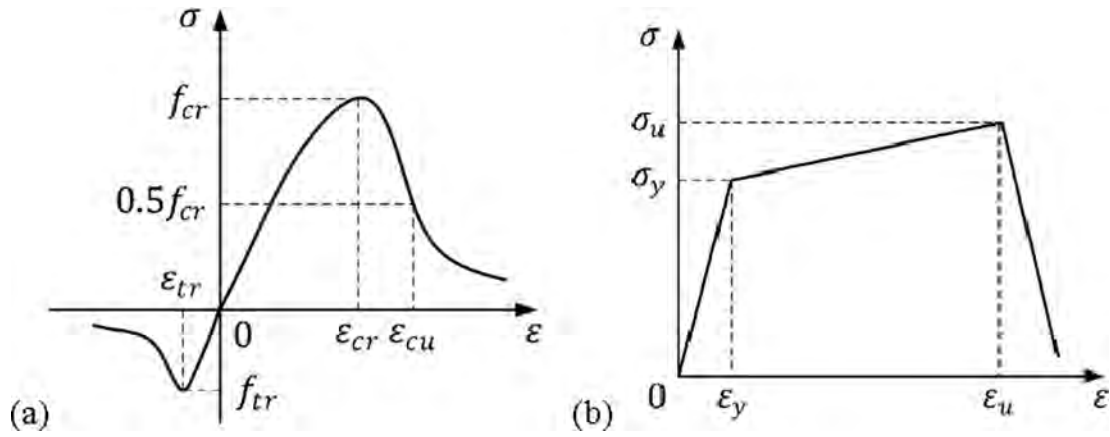 σ
f_cr
0.5f_cr
ε_tr
0
ε_cr
ε_cu
ε
f_tr
(a)
σ
σ_u
σ_y
0
ε_y
ε_u
ε
(b)